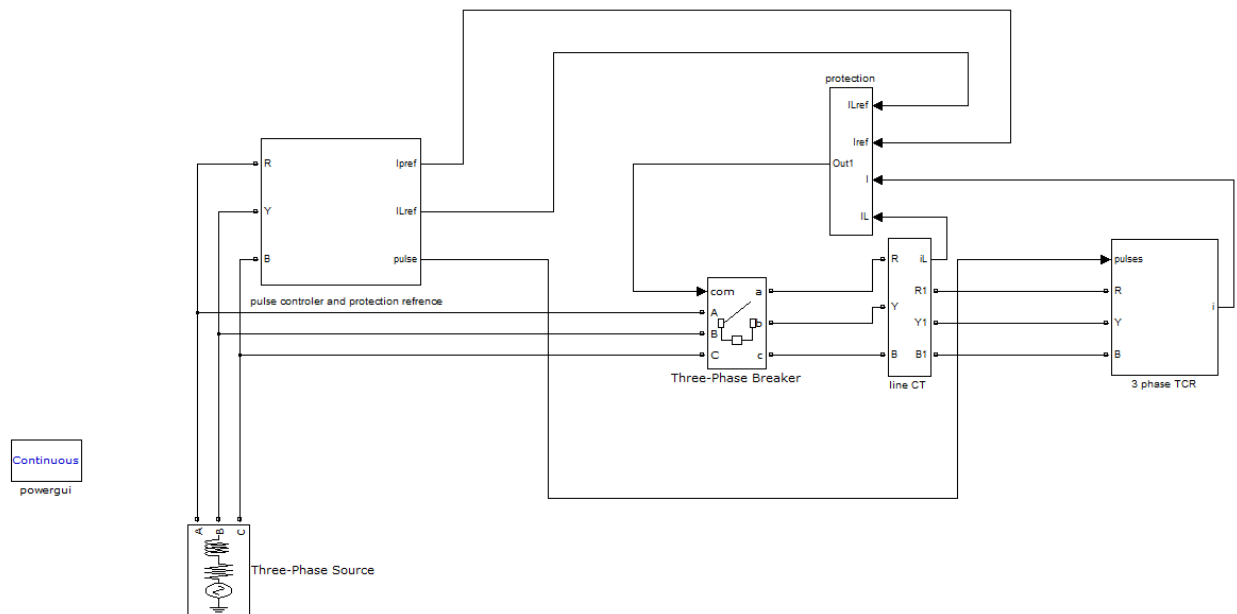 protection
ILref
Iref
Out1
I
IL
R
Ipref
Y
ILref
B
pulse
pulse controler and protection refrence
com
a
A
b
B
C
c
Three-Phase Breaker
R
iL
R1
Y
Y1
B
B1
line CT
pulses
R
i
Y
B
3 phase TCR
Continuous
powergui
A
B
C
Three-Phase Source